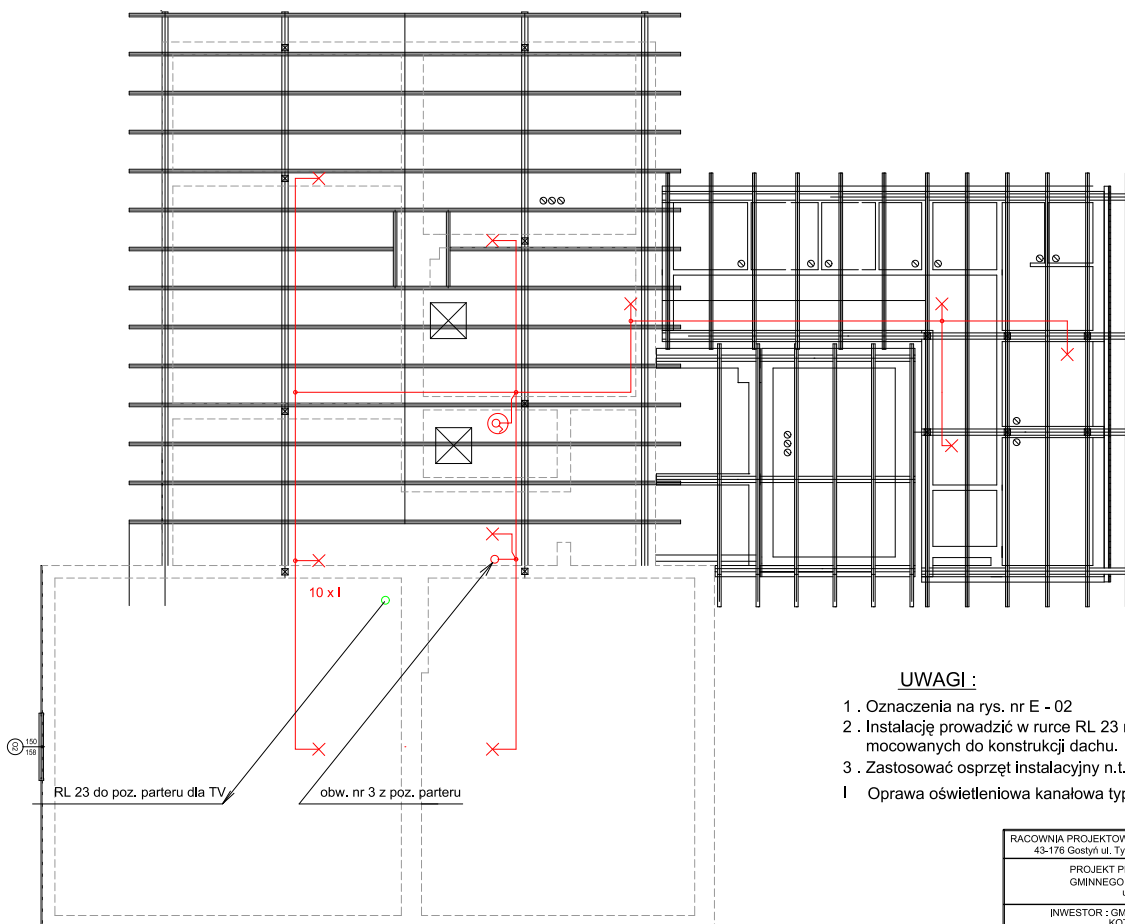 10 x I
RL 23 do poz. parteru dla TV
obw. nr 3 z poz. parteru
150
158
UWAGI :
1 . Oznaczenia na rys. nr E - 02
2 . Instalację prowadzić w rurce RL 23
mocowanych do konstrukcji dachu.
3 . Zastosować osprzęt instalacyjny n.t.
I Oprawa oświetleniowa kanałowa typ
RACOWNIA PROJEKTOW
43-176 Gostyń ul. Ty
PROJEKT P
GMINNEGO
INWESTOR : GM
KOT